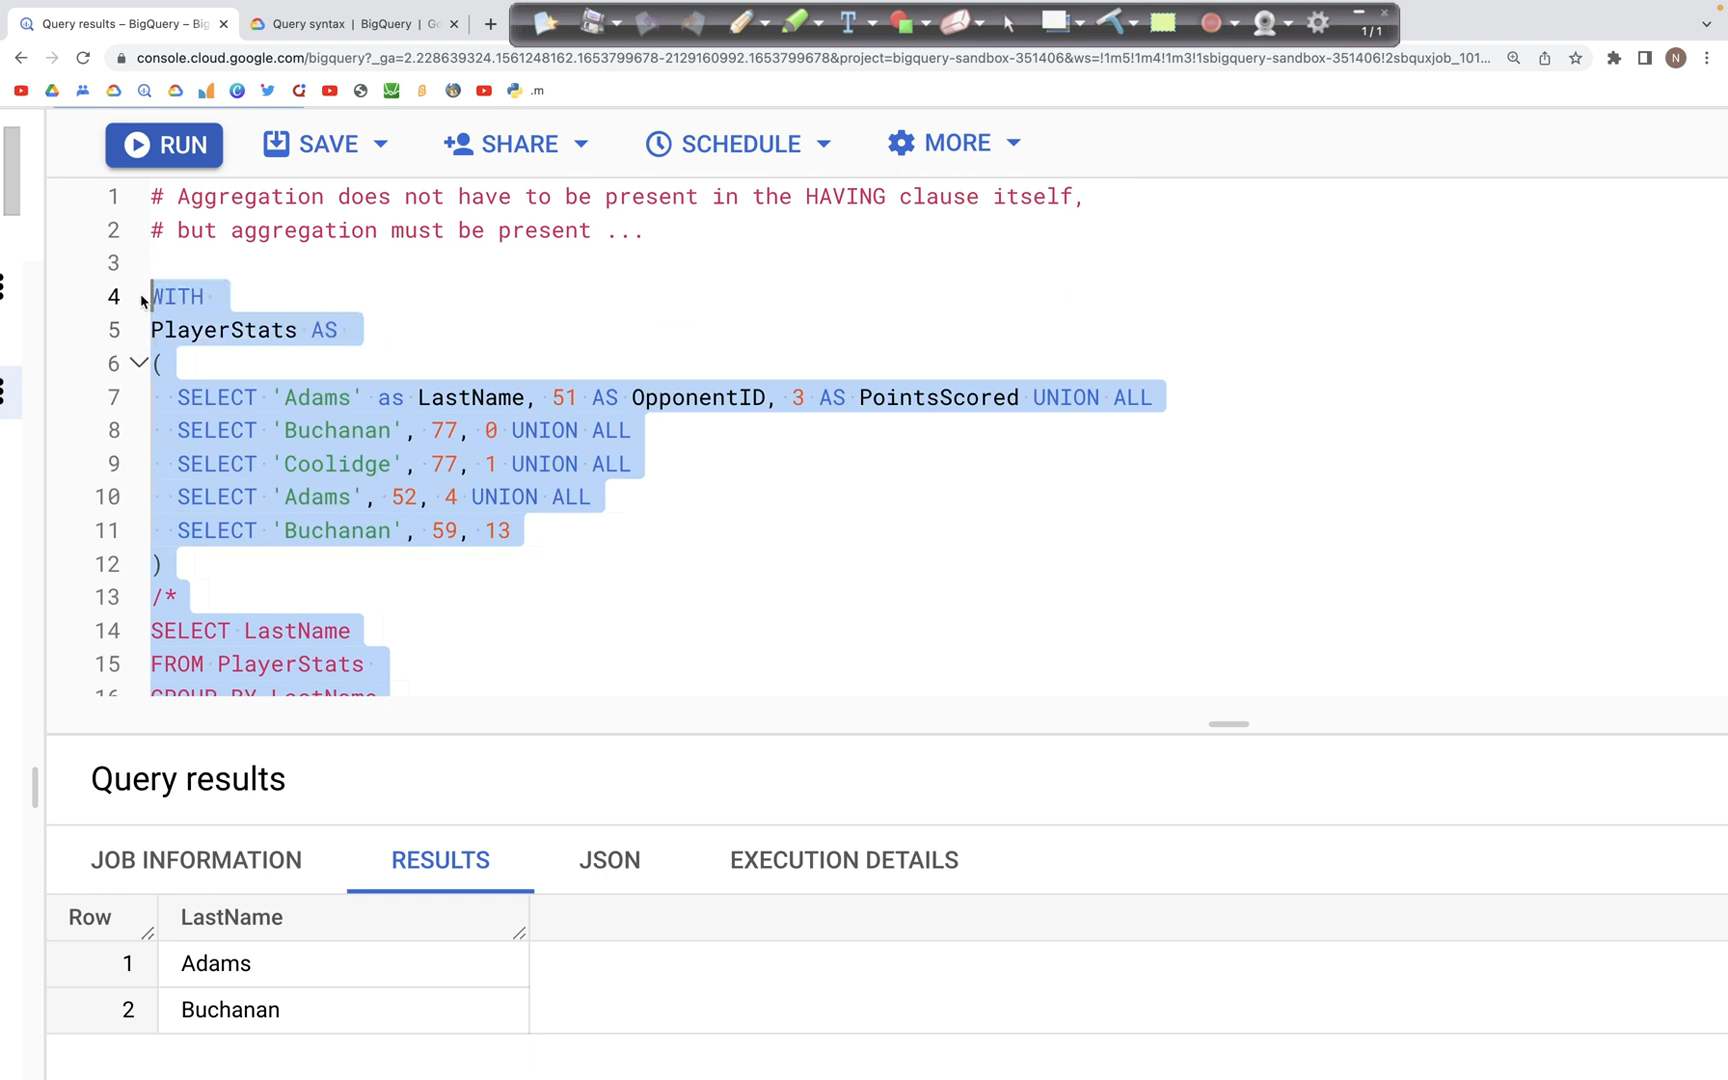 Query results – BigQuery – Big
Query syntax | BigQuery | Go
1/1
console.cloud.google.com/bigquery?_ga=2.228639324.1561248162.1653799678-2129160992.1653799678&project=bigquery-sandbox-351406&ws=!1m5!1m4!1m3!1sbigquery-sandbox-351406!2sbquxjob_101...
N
.m
RUN
SAVE
SHARE
SCHEDULE
MORE
1 # Aggregation does not have to be present in the HAVING clause itself,
2 # but aggregation must be present ...
3
4 WITH
5 PlayerStats AS
6 (
7 SELECT 'Adams' as LastName, 51 AS OpponentID, 3 AS PointsScored UNION ALL
8 SELECT 'Buchanan', 77, 0 UNION ALL
9 SELECT 'Coolidge', 77, 1 UNION ALL
10 SELECT 'Adams', 52, 4 UNION ALL
11 SELECT 'Buchanan', 59, 13
12 )
13 /*
14 SELECT LastName
15 FROM PlayerStats
16 GROUP BY LastName
Query results
JOB INFORMATION
RESULTS
JSON
EXECUTION DETAILS
Row LastName
1 Adams
2 Buchanan